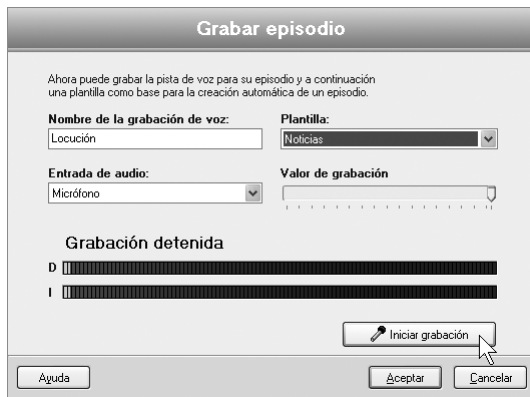 Grabar episodio
Ahora puede grabar la pista de voz para su episodio y a continuación
una plantilla como base para la creación automática de un episodio.
Nombre de la grabación de voz:
Locución
Plantilla:
Noticias
Entrada de audio:
Micrófono
Valor de grabación
Grabación detenida
D
I
Iniciar grabación
Ayuda
Aceptar
Cancelar